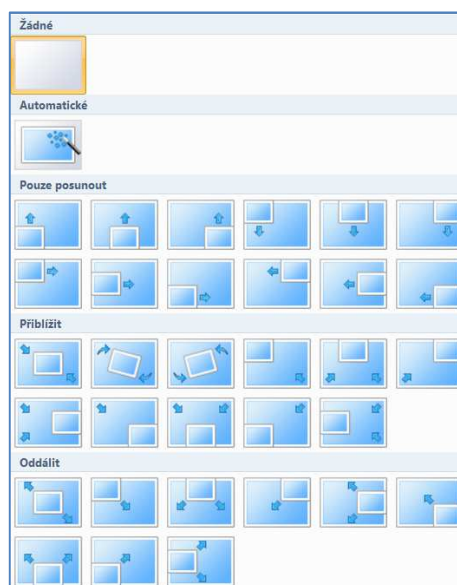 Žádné
Automatické
Pouze posunout
Přiblížit
Oddálit